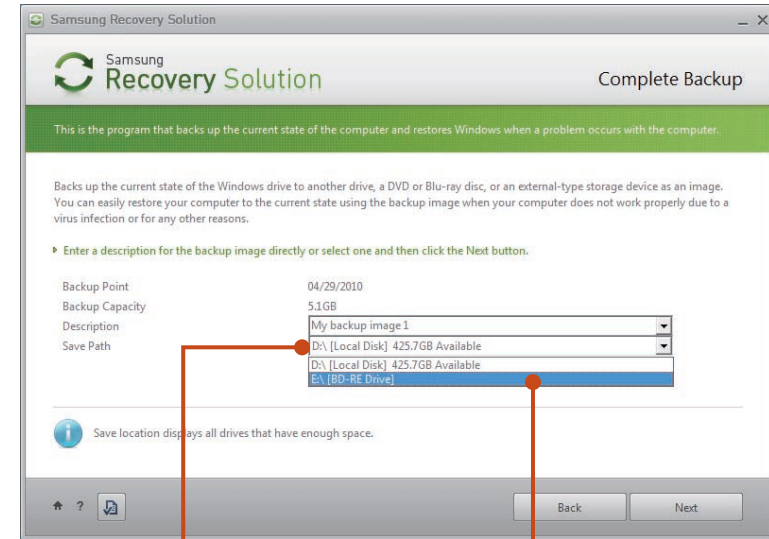 Samsung Recovery Solution
Samsung
Recovery Solution
Complete Backup
This is the program that backs up the current state of the computer and restores Windows when a problem occurs with the computer.
Backs up the current state of the Windows drive to another drive, a DVD or Blu-ray disc, or an external-type storage device as an image.
You can easily restore your computer to the current state using the backup image when your computer does not work properly due to a
virus infection or for any other reasons.
Enter a description for the backup image directly or select one and then click the Next button.
Backup Point 04/29/2010
Backup Capacity 5.1GB
Description My backup image 1
Save Path D:\ [Local Disk] 425.7GB Available
D:\ [Local Disk] 425.7GB Available
E:\ [BD-RE Drive]
Save location displays all drives that have enough space.
? Back Next